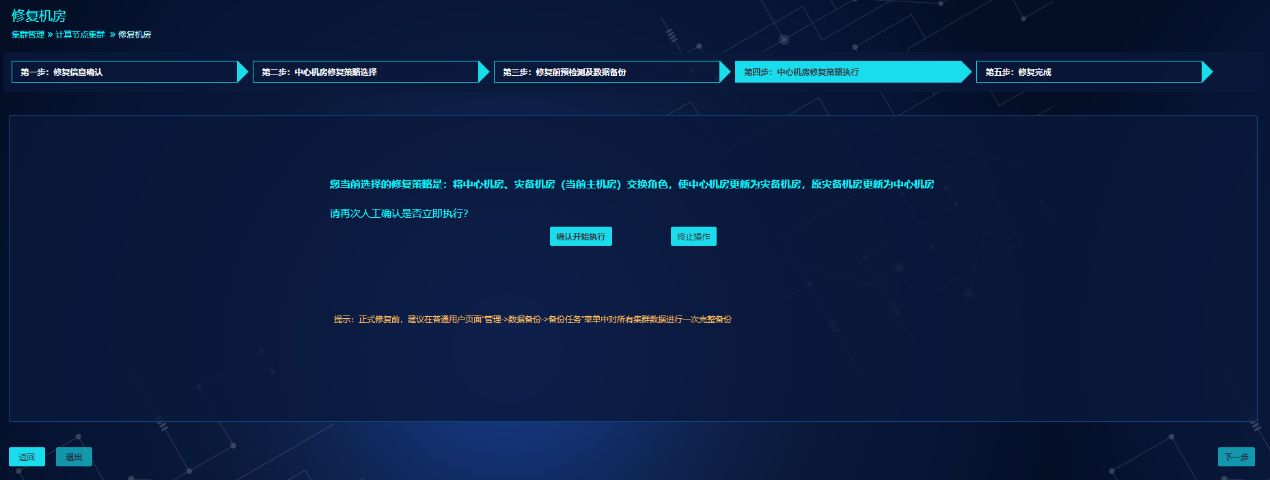 修复机房
集群管理 » 计算节点集群 » 修复机房
第一步：修复信息确认
第二步：中心机房修复策略选择
第三步：修复前预检测及数据备份
第四步：中心机房修复策略执行
第五步：修复完成
您当前选择的修复策略是：将中心机房、灾备机房（当前主机房）交换角色，使中心机房更新为灾备机房，原灾备机房更新为中心机房
请再次人工确认是否立即执行？
确认开始执行
终止操作
提示：正式修复前，建议在普通用户页面"管理->数据备份->备份任务"菜单中对所有集群数据进行一次完整备份
返回
退出
下一步